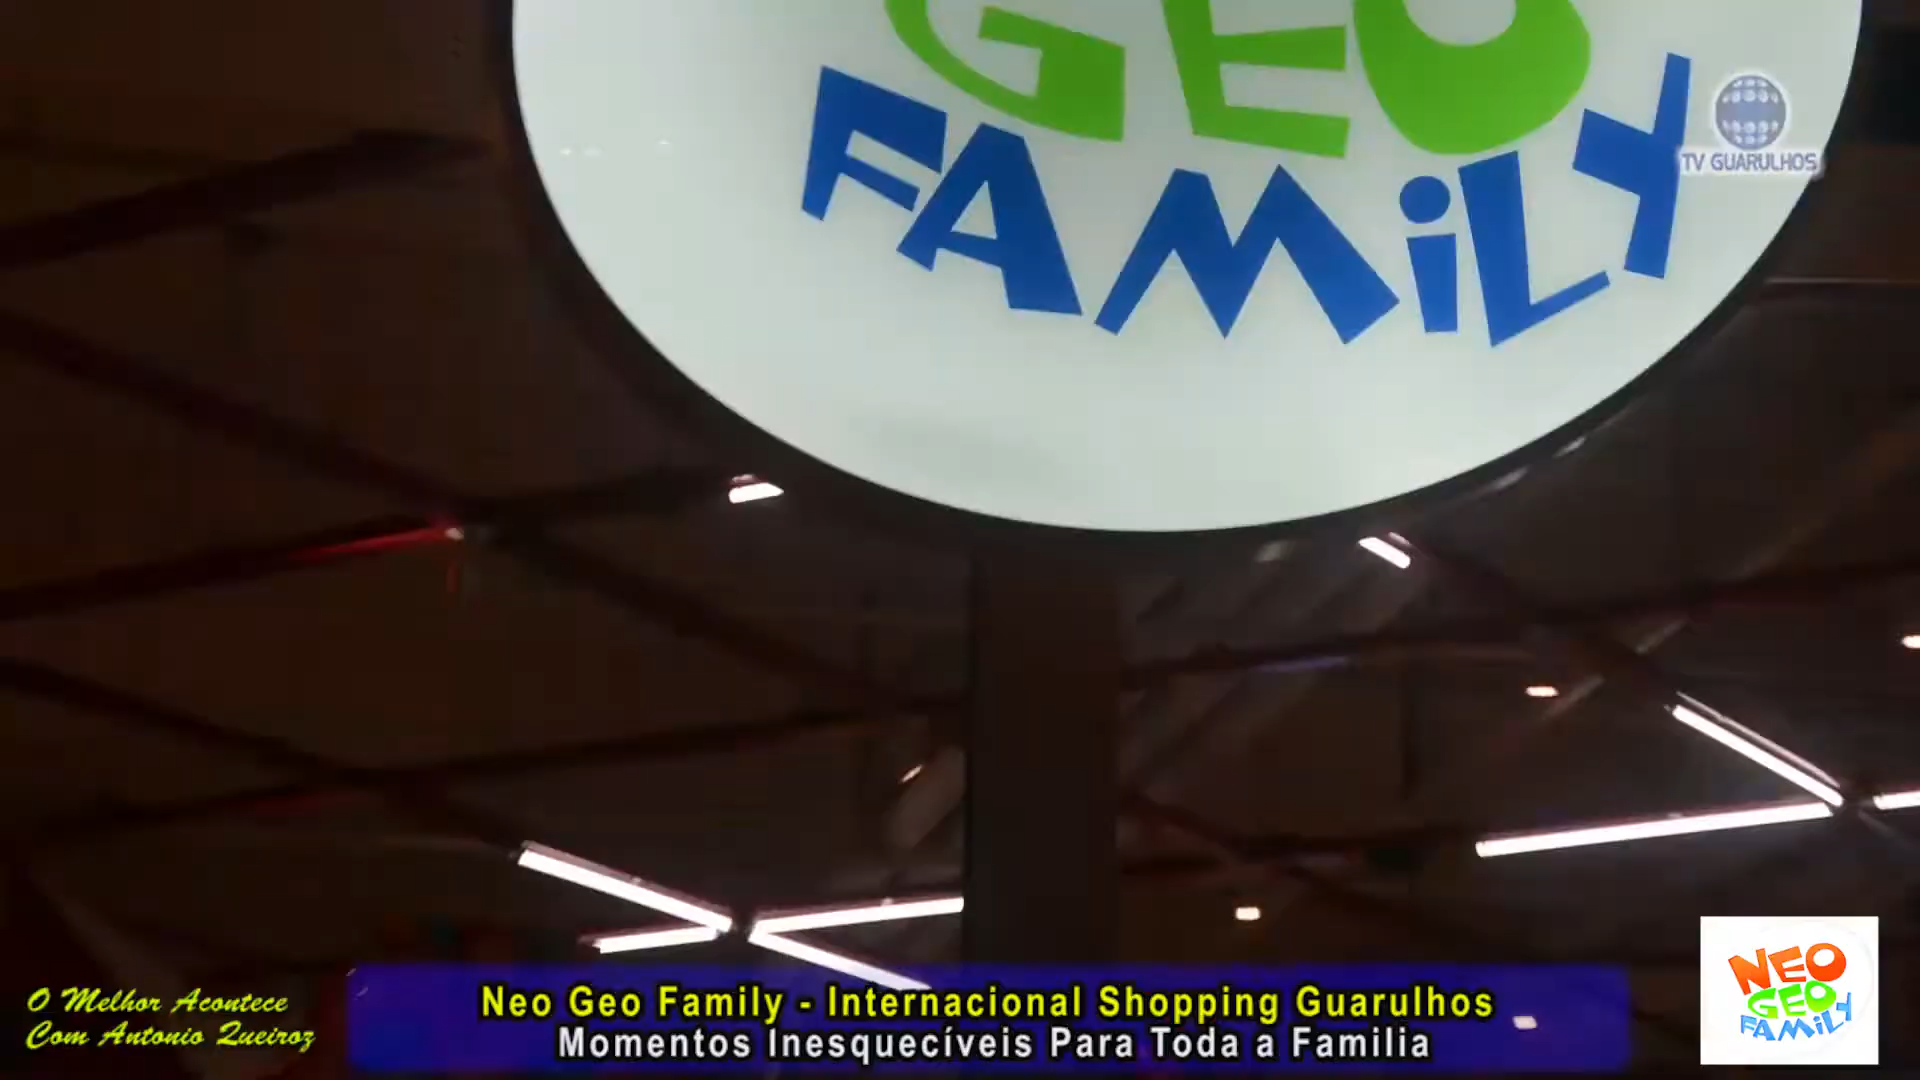 GEO
FAMiLY
TV GUARULHOS
NEO
GEO
FAMiLY
O Melhor Acontece
Com Antonio Queiroz
Neo Geo Family - Internacional Shopping Guarulhos
Momentos Inesquecíveis Para Toda a Familia